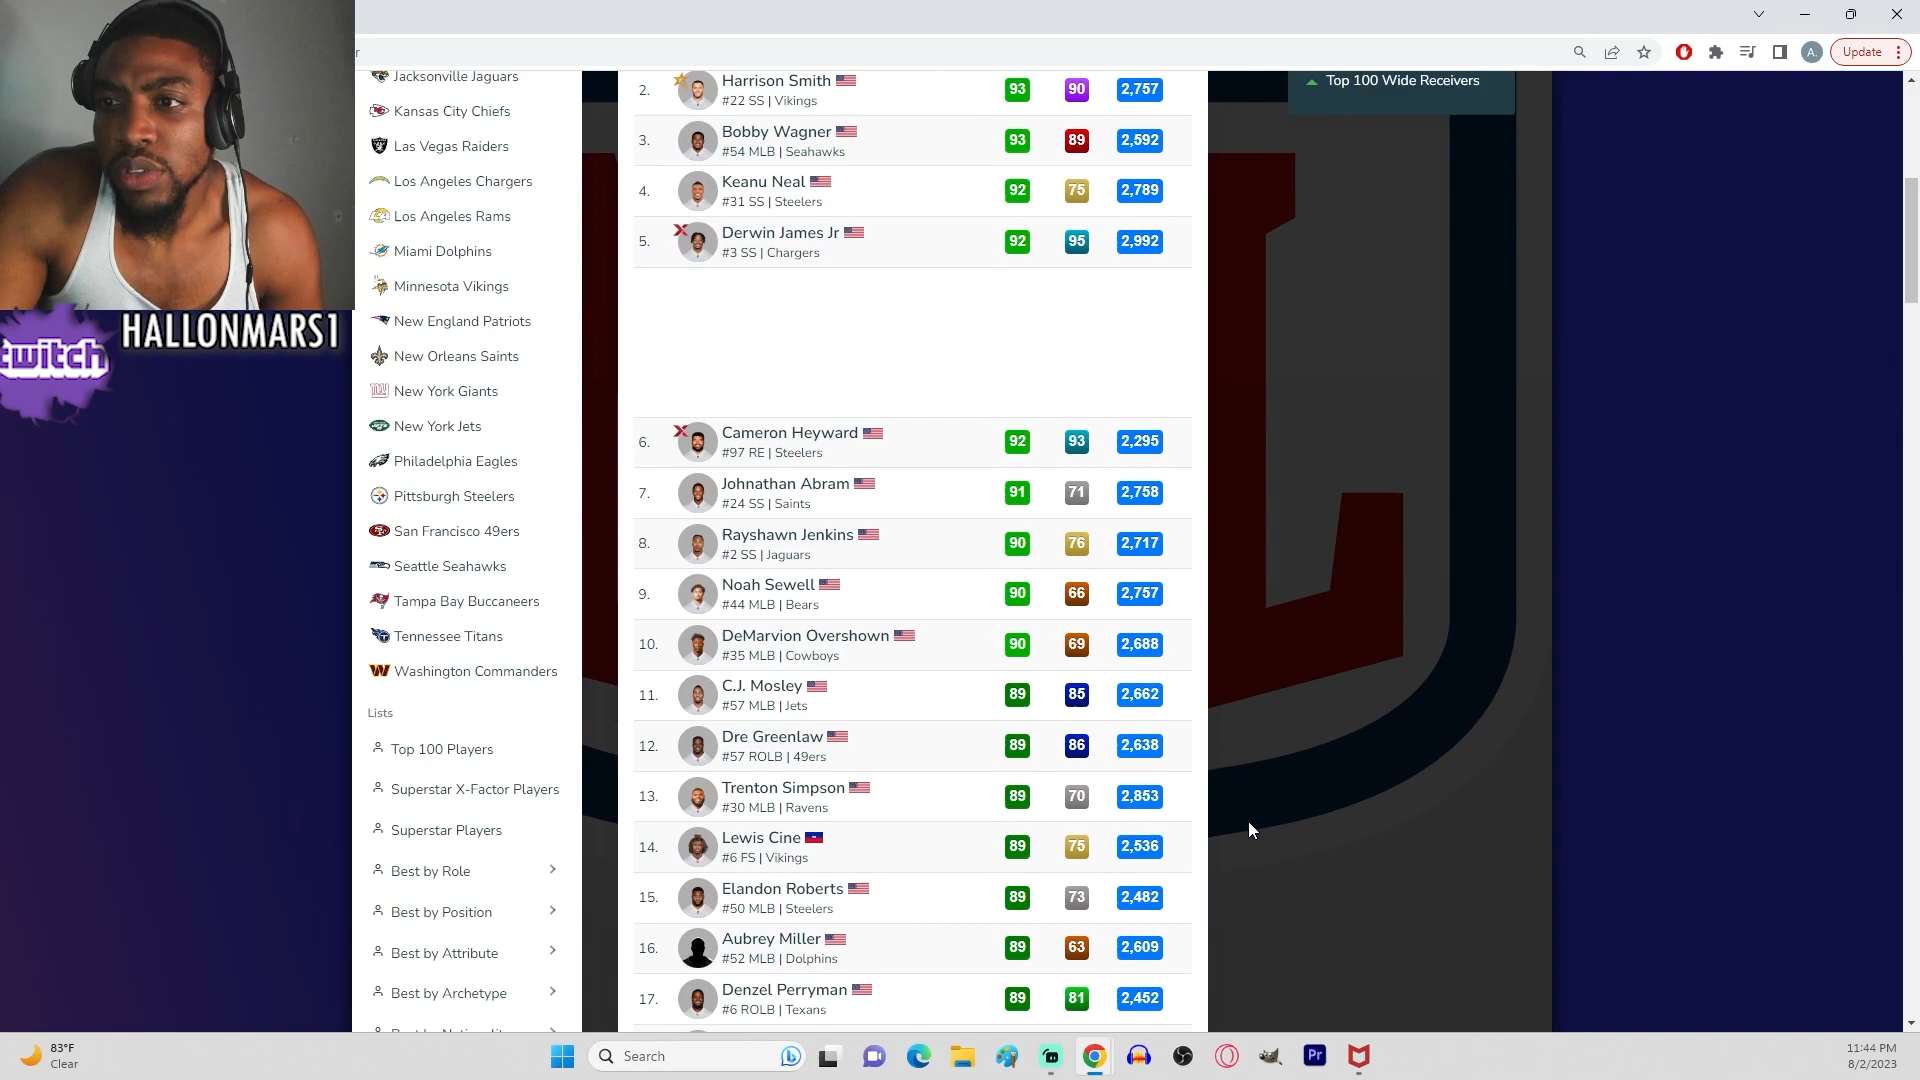 r
Update
A.
twitch
HALLONMARS1
Jacksonville Jaguars
Kansas City Chiefs
Las Vegas Raiders
Los Angeles Chargers
Los Angeles Rams
Miami Dolphins
Minnesota Vikings
New England Patriots
New Orleans Saints
New York Giants
New York Jets
Philadelphia Eagles
Pittsburgh Steelers
San Francisco 49ers
Seattle Seahawks
Tampa Bay Buccaneers
Tennessee Titans
Washington Commanders
Lists
Top 100 Players
Superstar X-Factor Players
Superstar Players
Best by Role
Best by Position
Best by Attribute
Best by Archetype
2. Harrison Smith 93 90 2,757
#22 SS | Vikings
3. Bobby Wagner 93 89 2,592
#54 MLB | Seahawks
4. Keanu Neal 92 75 2,789
#31 SS | Steelers
5. Derwin James Jr 92 95 2,992
#3 SS | Chargers
6. Cameron Heyward 92 93 2,295
#97 RE | Steelers
7. Johnathan Abram 91 71 2,758
#24 SS | Saints
8. Rayshawn Jenkins 90 76 2,717
#2 SS | Jaguars
9. Noah Sewell 90 66 2,757
#44 MLB | Bears
10. DeMarvion Overshown 90 69 2,688
#35 MLB | Cowboys
11. C.J. Mosley 89 85 2,662
#57 MLB | Jets
12. Dre Greenlaw 89 86 2,638
#57 ROLB | 49ers
13. Trenton Simpson 89 70 2,853
#30 MLB | Ravens
14. Lewis Cine 89 75 2,536
#6 FS | Vikings
15. Elandon Roberts 89 73 2,482
#50 MLB | Steelers
16. Aubrey Miller 89 63 2,609
#52 MLB | Dolphins
17. Denzel Perryman 89 81 2,452
#6 ROLB | Texans
Top 100 Wide Receivers
83°F
Clear
Search
Pr
11:44 PM
8/2/2023